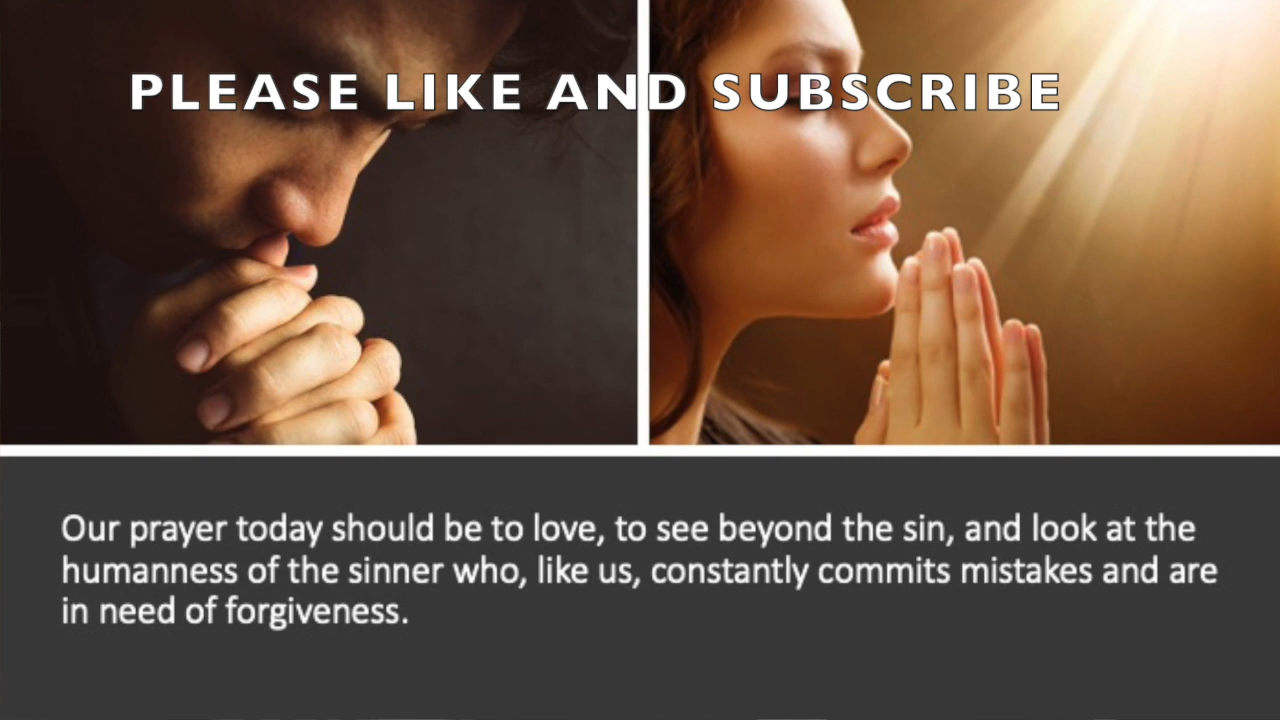 PLEASE LIKE AND SUBSCRIBE
Our prayer today should be to love, to see beyond the sin, and look at the
humanness of the sinner who, like us, constantly commits mistakes and are
in need of forgiveness.